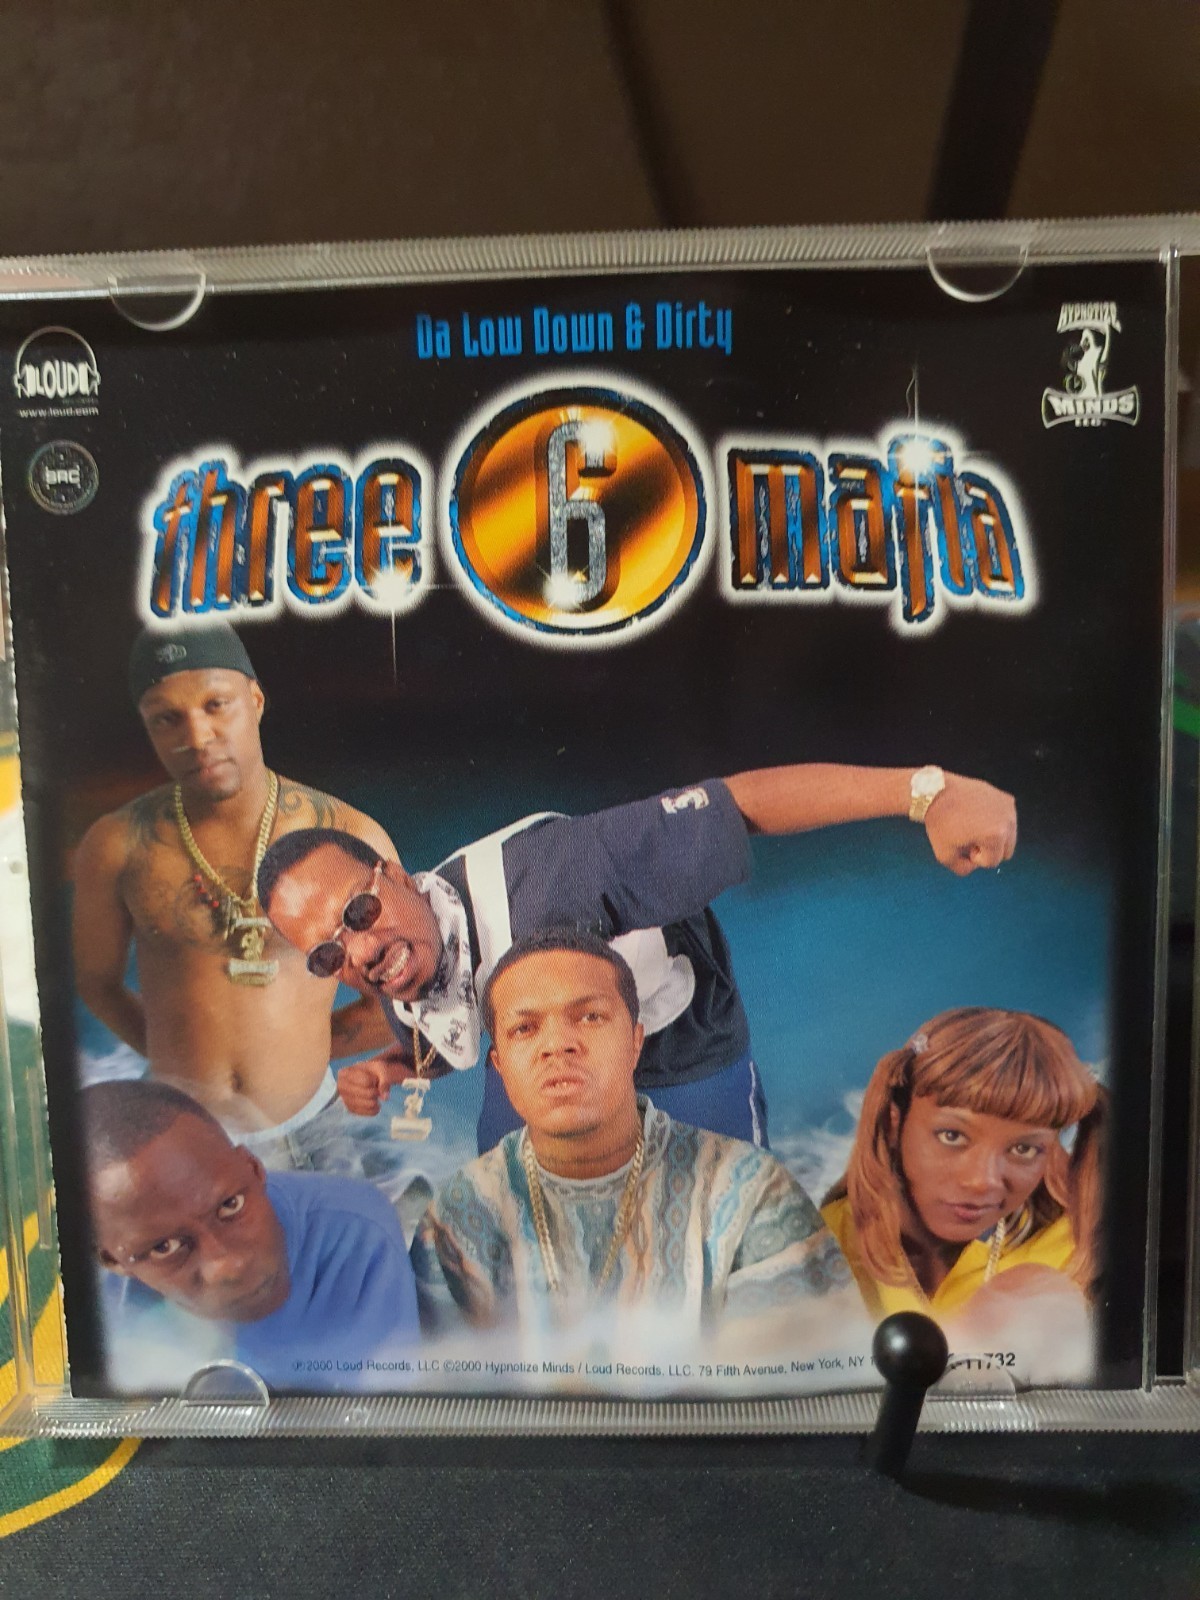 Da Low Down & Dirty
HYPNOTIZE
MINDS
LOUD
www.loud.com
three 6 mafia
℗2000 Loud Records, LLC ©2000 Hypnotize Minds / Loud Records, LLC. 79 Fifth Avenue, New York, NY
-11732